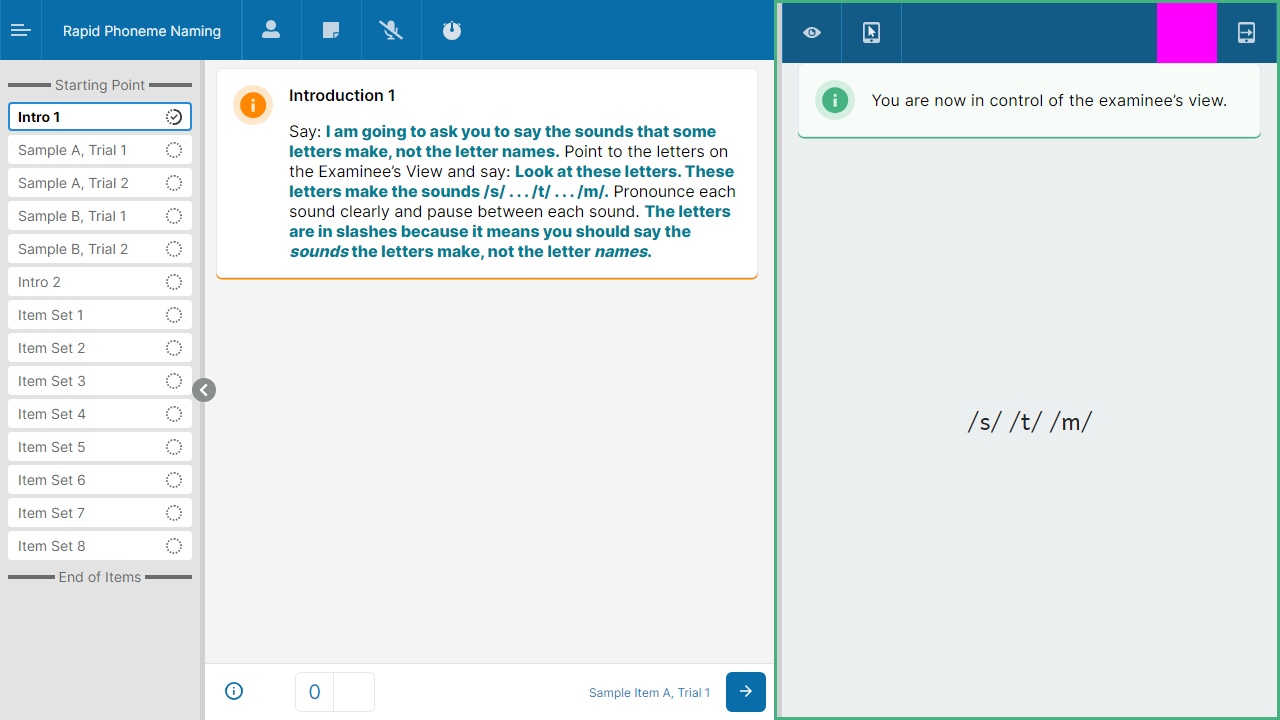 Rapid Phoneme Naming
Starting Point
Intro 1
Sample A, Trial 1
Sample A, Trial 2
Sample B, Trial 1
Sample B, Trial 2
Intro 2
Item Set 1
Item Set 2
Item Set 3
Item Set 4
Item Set 5
Item Set 6
Item Set 7
Item Set 8
End of Items
Introduction 1
Say: I am going to ask you to say the sounds that some
letters make, not the letter names. Point to the letters on
the Examinee’s View and say: Look at these letters. These
letters make the sounds /s/ . . . /t/ . . . /m/. Pronounce each
sound clearly and pause between each sound. The letters
are in slashes because it means you should say the
sounds the letters make, not the letter names.
0
Sample Item A, Trial 1
You are now in control of the examinee’s view.
/s/ /t/ /m/